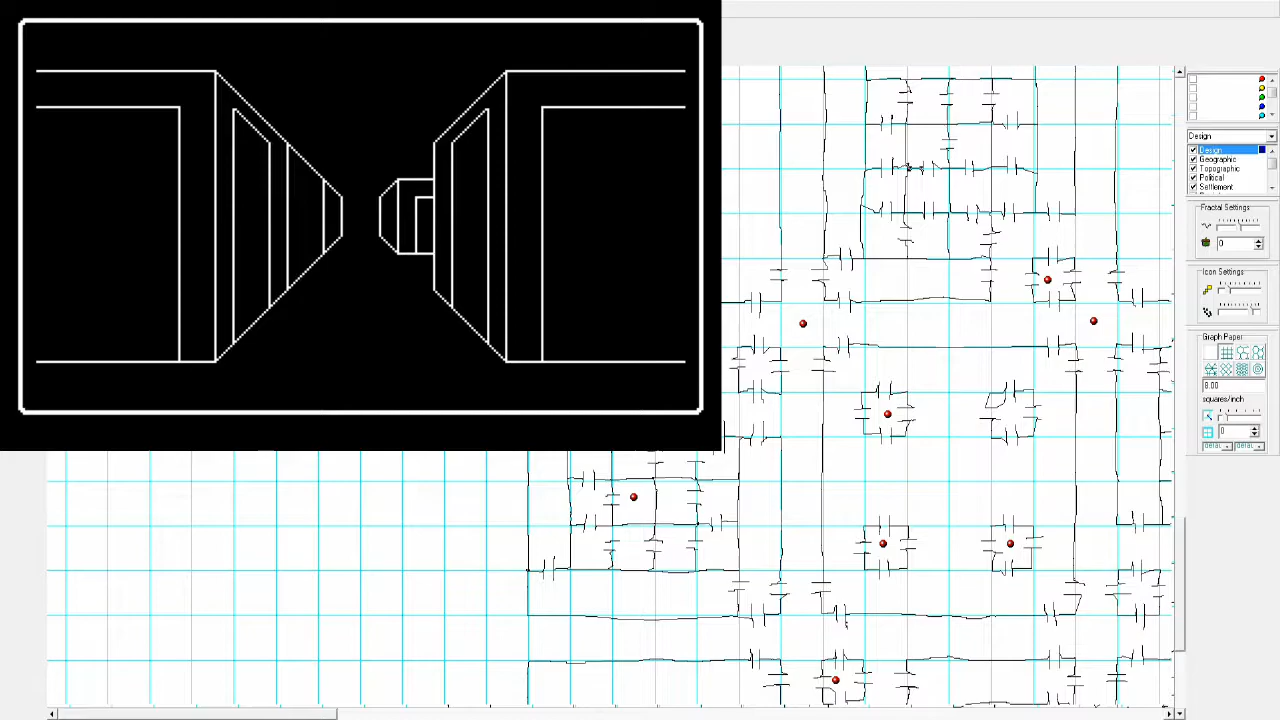 Design
Design
Geographic
Topographic
Political
Settlement
Fractal Settings
0
Icon Settings
Graph Paper
8.00
squares/inch
0